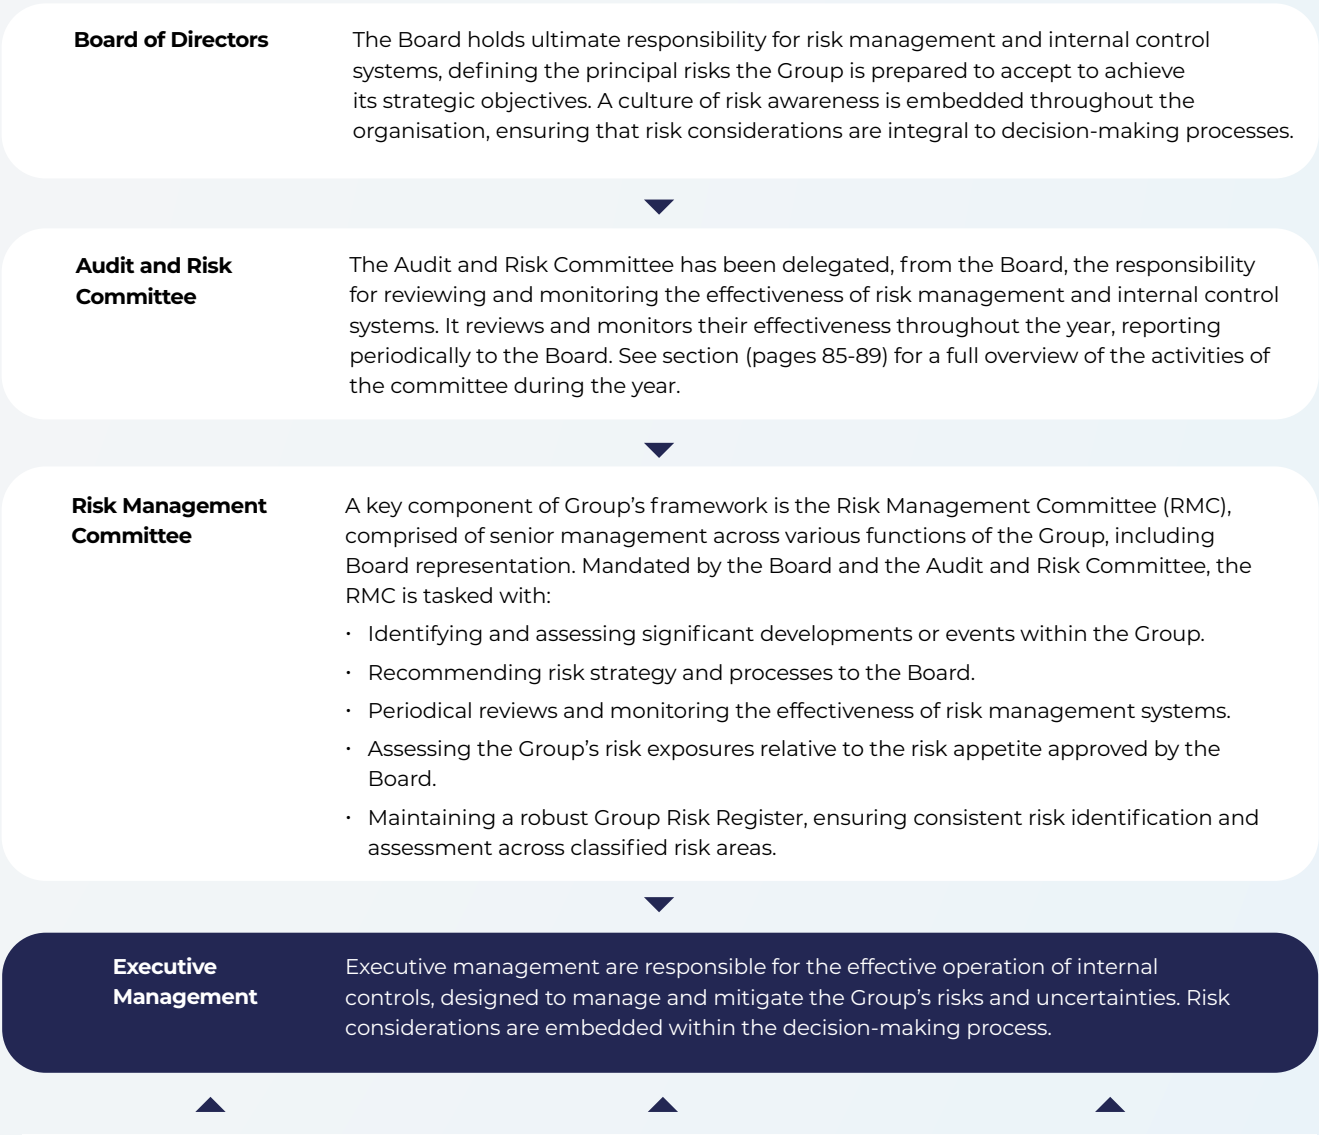 Board of Directors
The Board holds ultimate responsibility for risk management and internal control
systems, defining the principal risks the Group is prepared to accept to achieve
its strategic objectives. A culture of risk awareness is embedded throughout the
organisation, ensuring that risk considerations are integral to decision-making processes.
Audit and Risk
Committee
The Audit and Risk Committee has been delegated, from the Board, the responsibility
for reviewing and monitoring the effectiveness of risk management and internal control
systems. It reviews and monitors their effectiveness throughout the year, reporting
periodically to the Board. See section (pages 85-89) for a full overview of the activities of
the committee during the year.
Risk Management
Committee
A key component of Group's framework is the Risk Management Committee (RMC),
comprised of senior management across various functions of the Group, including
Board representation. Mandated by the Board and the Audit and Risk Committee, the
RMC is tasked with:
· Identifying and assessing significant developments or events within the Group.
· Recommending risk strategy and processes to the Board.
· Periodical reviews and monitoring the effectiveness of risk management systems.
· Assessing the Group's risk exposures relative to the risk appetite approved by the
Board.
· Maintaining a robust Group Risk Register, ensuring consistent risk identification and
assessment across classified risk areas.
Executive
Management
Executive management are responsible for the effective operation of internal
controls, designed to manage and mitigate the Group's risks and uncertainties. Risk
considerations are embedded within the decision-making process.